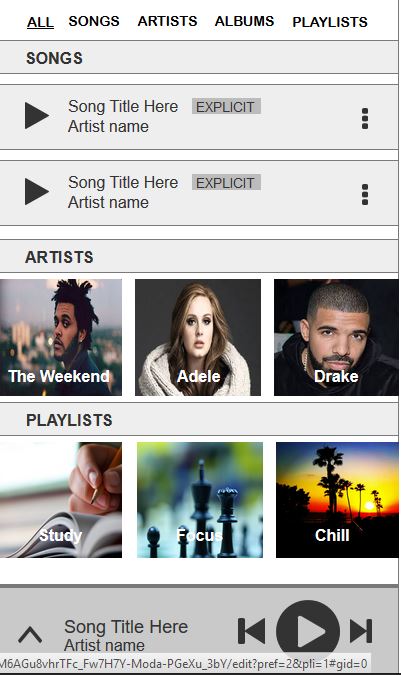 ALL SONGS ARTISTS ALBUMS PLAYLISTS
SONGS
Song Title Here EXPLICIT
Artist name
Song Title Here EXPLICIT
Artist name
ARTISTS
The Weekend Adele Drake
PLAYLISTS
Study Focus Chill
Song Title Here
Artist name
M6AGu8vhrTFc_Fw7H7Y-Moda-PGeXu_3bY/edit?pref=2&pli=1#gid=0